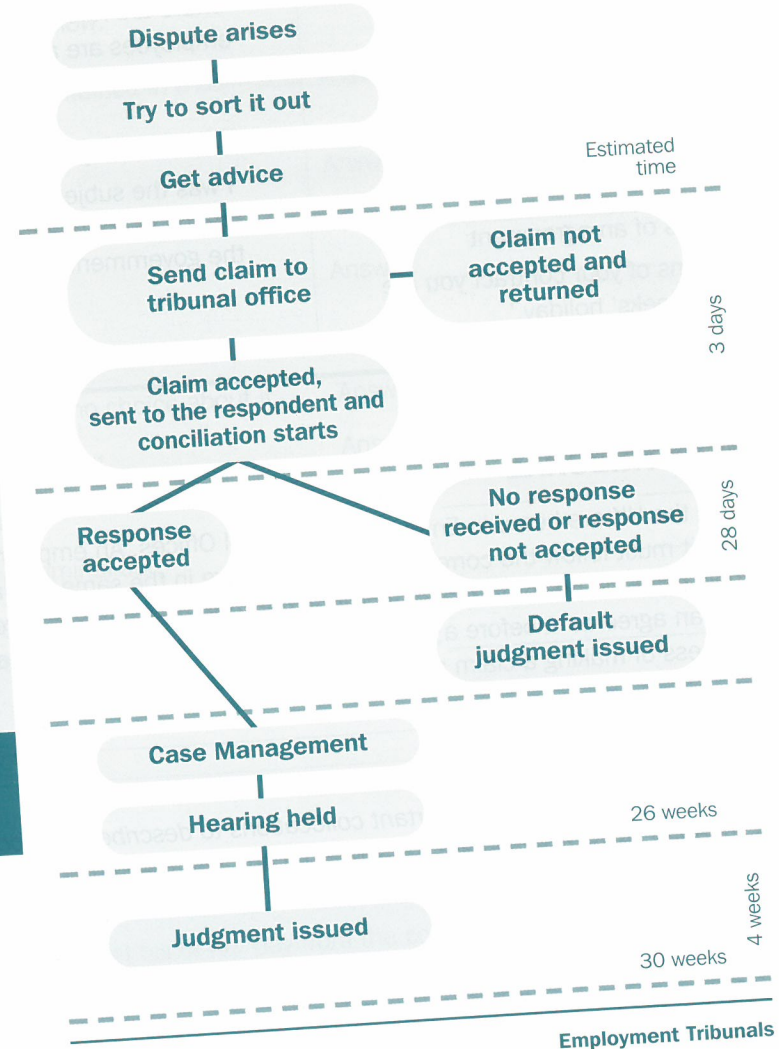 Dispute arises
Try to sort it out
Get advice
Estimated
time
Send claim to
tribunal office
Claim not
accepted and
returned
3 days
Claim accepted,
sent to the respondent and
conciliation starts
Response
accepted
No response
received or response
not accepted
28 days
Default
judgment issued
Case Management
Hearing held
26 weeks
Judgment issued
4 weeks
30 weeks
Employment Tribunals